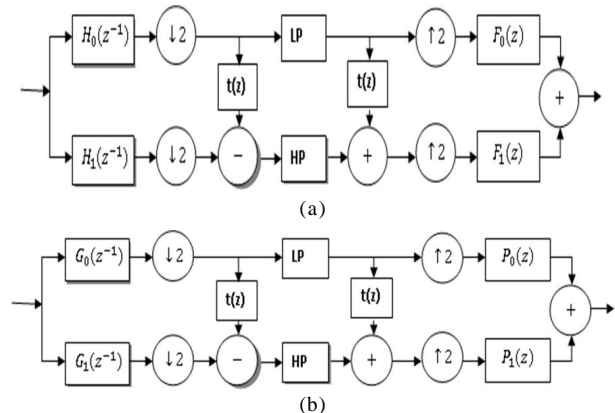 H₀(z⁻¹) ↓2 LP ↑2 F₀(z)
t(z) t(z) +
H₁(z⁻¹) ↓2 − HP + ↑2 F₁(z)
(a)
G₀(z⁻¹) ↓2 LP ↑2 P₀(z)
t(z) t(z) +
G₁(z⁻¹) ↓2 − HP + ↑2 P₁(z)
(b)